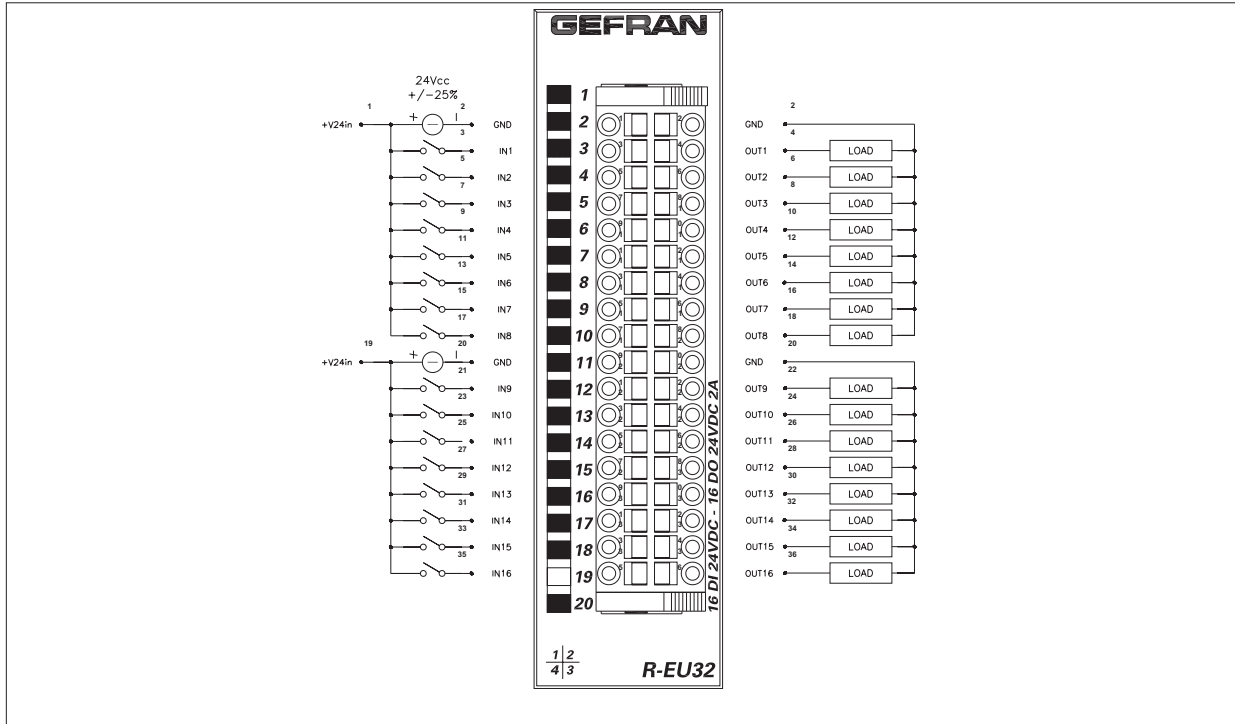 GEFRAN
24Vcc
+/-25%
1
2
+V24in
+
3
GND
5
IN1
7
IN2
9
IN3
11
IN4
13
IN5
15
IN6
17
IN7
20
IN8
19
+V24in
+
21
GND
23
IN9
25
IN10
27
IN11
29
IN12
31
IN13
33
IN14
35
IN15
IN16
1
2
3
4
5
6
7
8
9
10
11
12
13
14
15
16
17
18
19
20
16 DI 24VDC - 16 DO 24VDC 2A
1 2
4 3
R-EU32
2
GND
4
OUT1 LOAD
6
OUT2 LOAD
8
OUT3 LOAD
10
OUT4 LOAD
12
OUT5 LOAD
14
OUT6 LOAD
16
OUT7 LOAD
18
OUT8 LOAD
20
GND
22
OUT9 LOAD
24
OUT10 LOAD
26
OUT11 LOAD
28
OUT12 LOAD
30
OUT13 LOAD
32
OUT14 LOAD
34
OUT15 LOAD
36
OUT16 LOAD